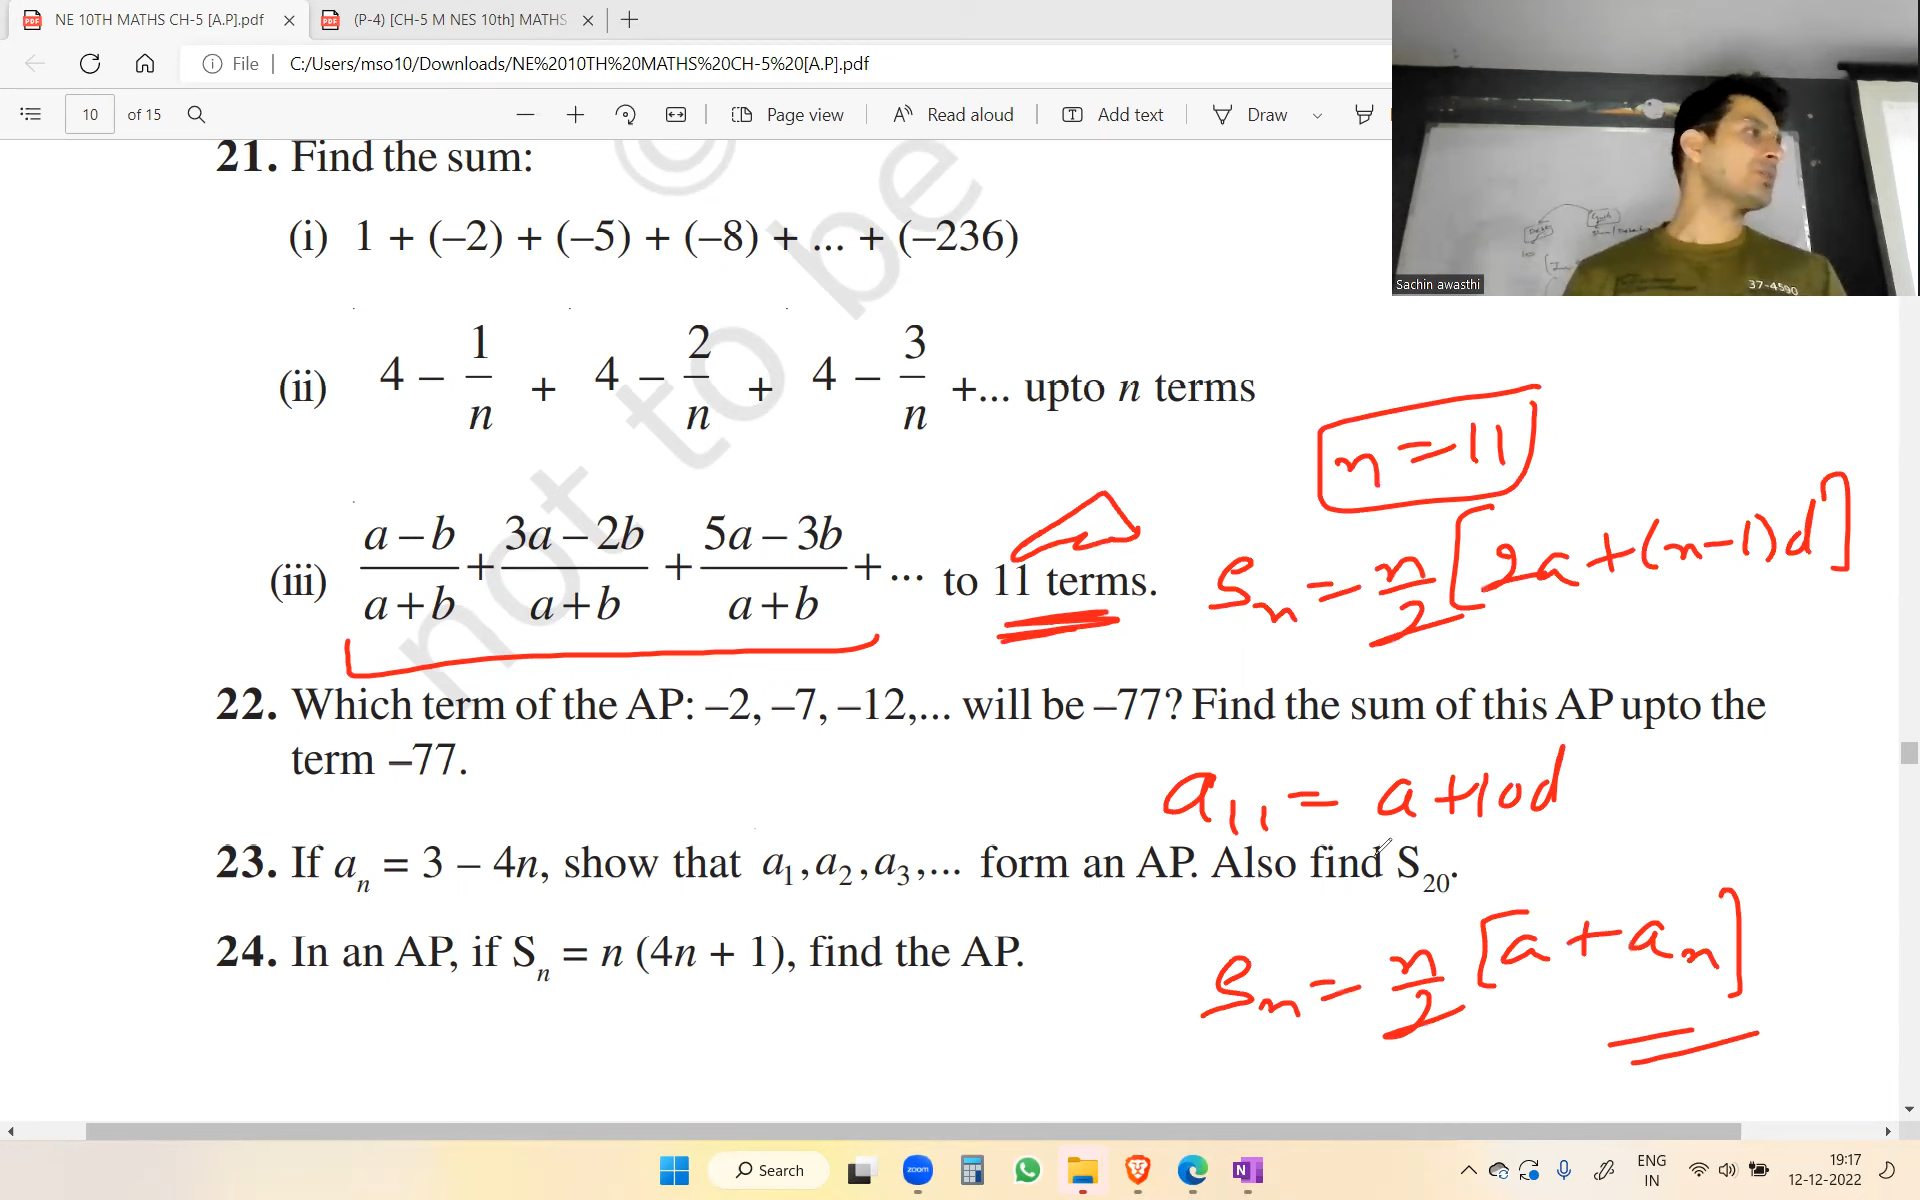 NE 10TH MATHS CH-5 [A.P].pdf
(P-4) [CH-5 M NES 10th] MATHS
File
C:/Users/mso10/Downloads/NE%2010TH%20MATHS%20CH-5%20[A.P].pdf
10 of 15
Page view
Read aloud
Add text
Draw
Sachin awasthi
37-4590
© not to be
21. Find the sum:
(i) 1 + (–2) + (–5) + (–8) + ... + (–236)
(ii) 4 – 1/n + 4 – 2/n + 4 – 3/n +... upto n terms
n = 11
(iii) (a – b)/(a + b) + (3a – 2b)/(a + b) + (5a – 3b)/(a + b) + ... to 11 terms.
Sn = n/2 [2a + (n-1)d]
22. Which term of the AP: –2, –7, –12,... will be –77? Find the sum of this AP upto the
term –77.
a11 = a+10d
23. If an = 3 – 4n, show that a1, a2, a3,... form an AP. Also find S20.
24. In an AP, if Sn = n (4n + 1), find the AP.
Sn = n/2 [a + an]
Search
zoom
N
ENG
IN
19:17
12-12-2022